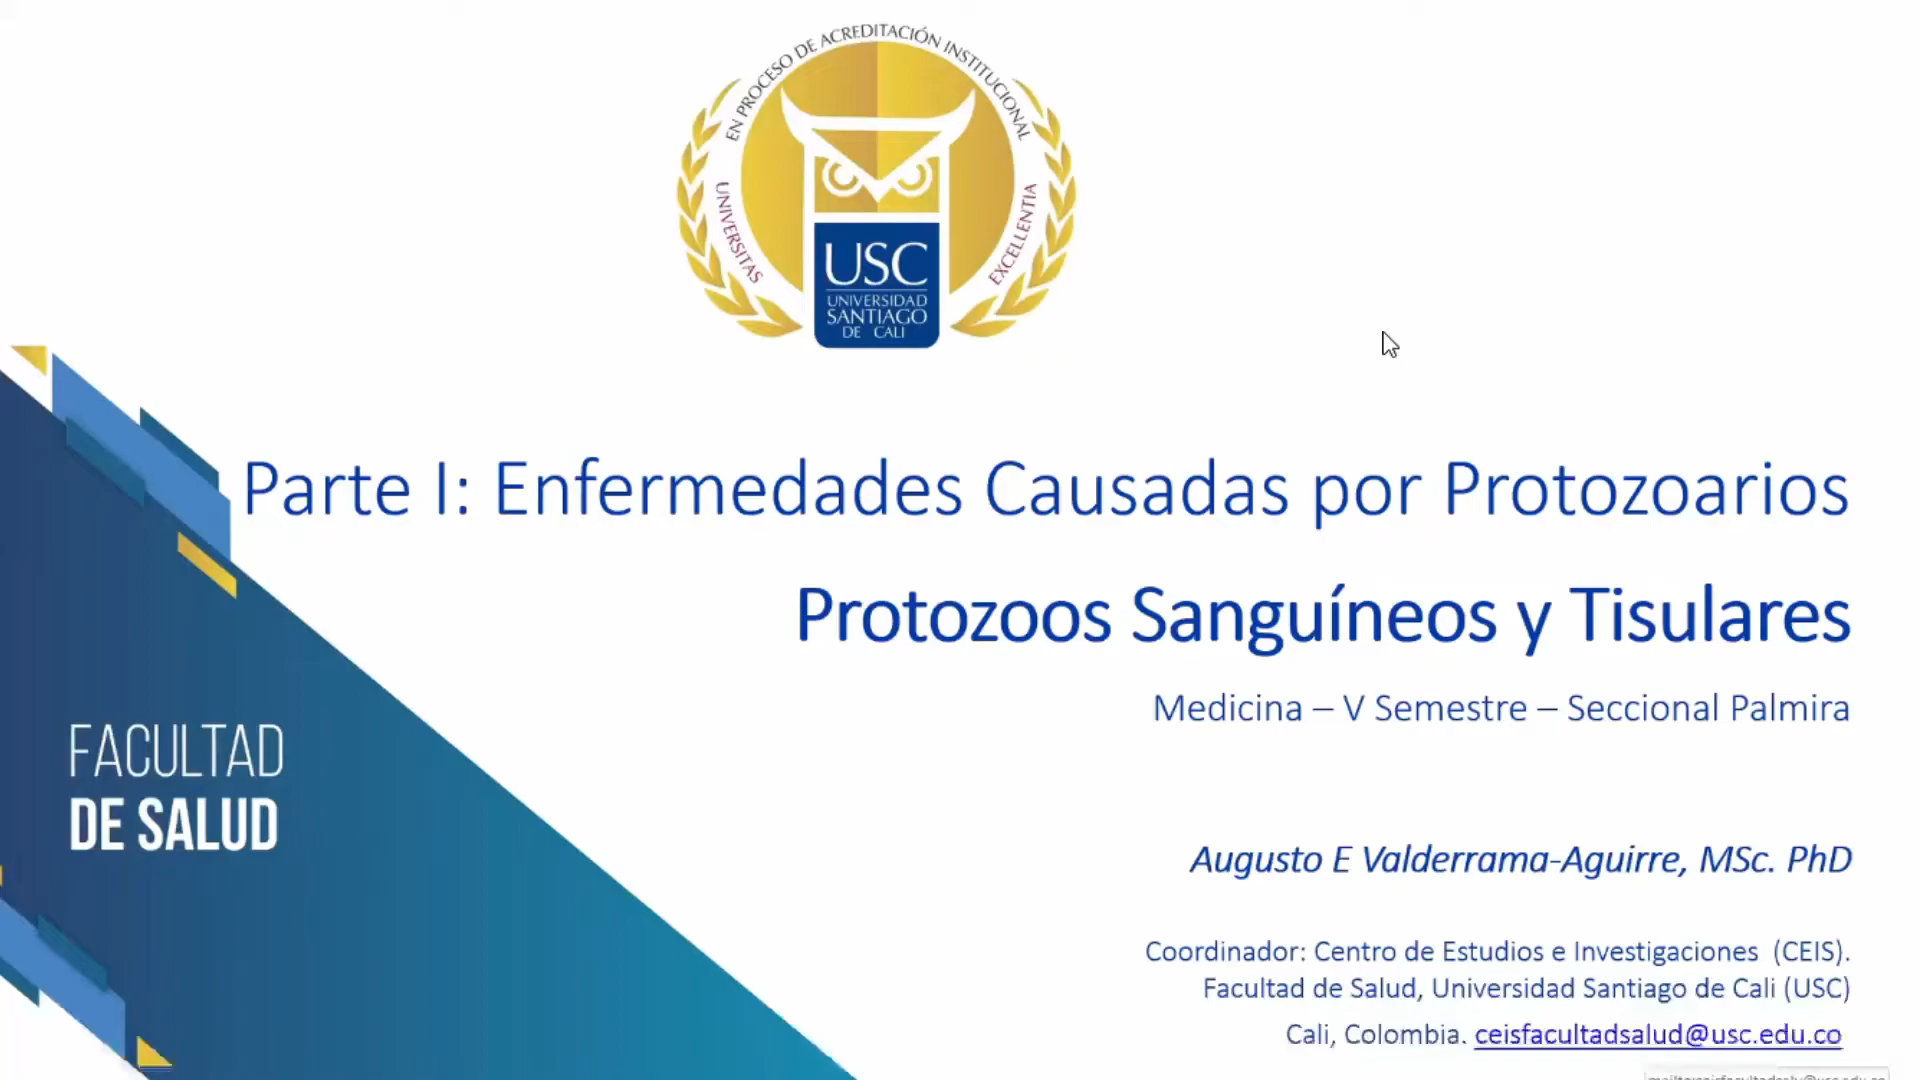 EN PROCESO DE ACREDITACIÓN INSTITUCIONAL
UNIVERSITAS
EXCELLENTIA
USC
UNIVERSIDAD
SANTIAGO
DE CALI
Parte I: Enfermedades Causadas por Protozoarios
Protozoos Sanguíneos y Tisulares
Medicina – V Semestre – Seccional Palmira
FACULTAD
DE SALUD
Augusto E Valderrama-Aguirre, MSc. PhD
Coordinador: Centro de Estudios e Investigaciones (CEIS).
Facultad de Salud, Universidad Santiago de Cali (USC)
Cali, Colombia. ceisfacultadsalud@usc.edu.co